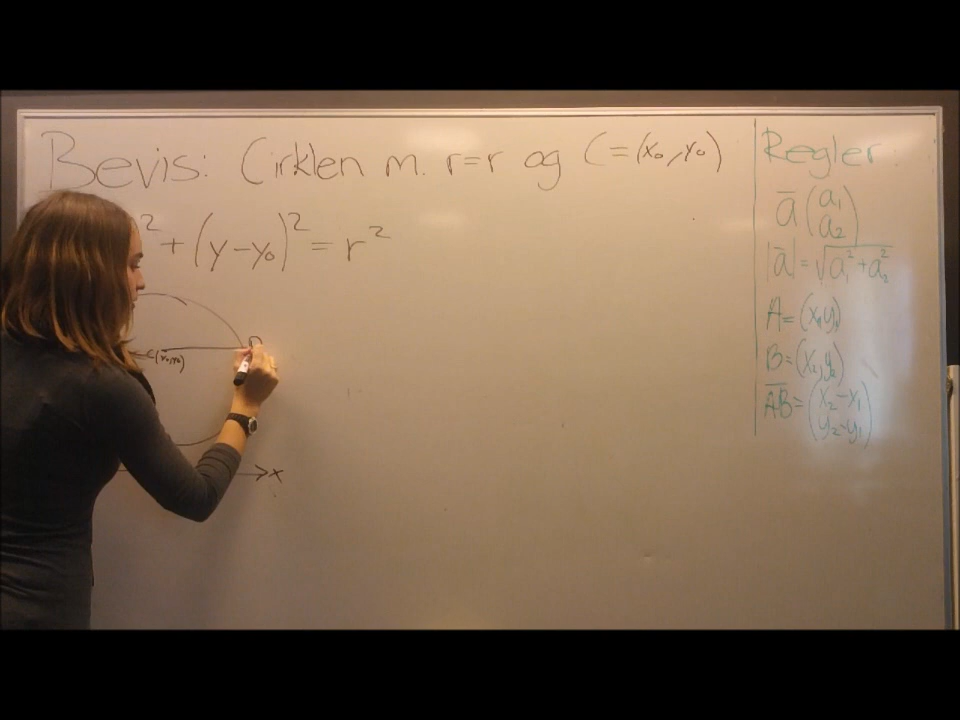 Bevis: Cirklen m. r=r og C=(x₀,y₀)
² + (y-y₀)² = r²
C(x₀,y₀)
x
Regler:
a̅ (a₁ a₂)
|a̅| = √a₁² + a₂²
A = (x₁,y₁)
B = (x₂,y₂)
A̅B̅ = (x₂-x₁ y₂-y₁)